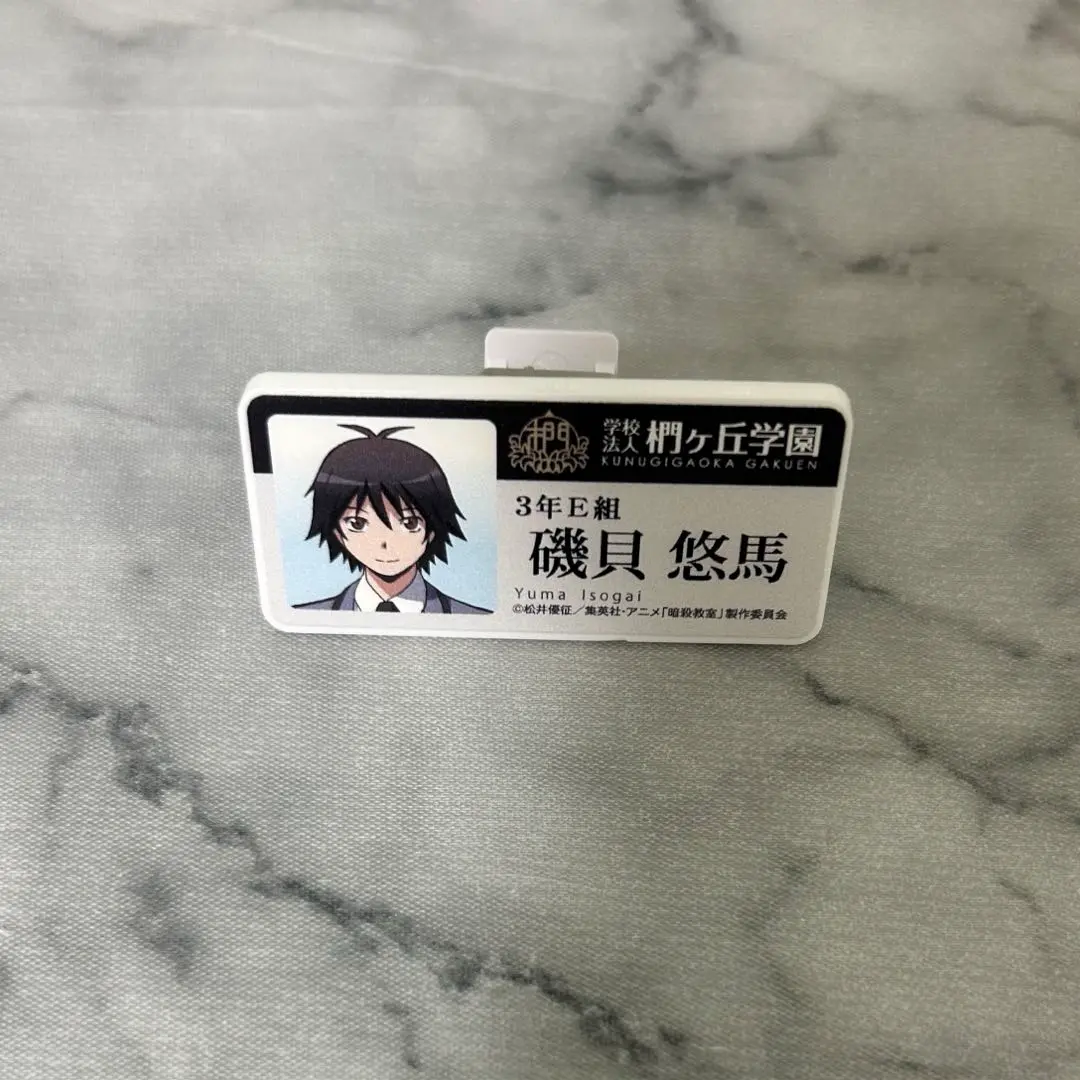 学校法人 椚ヶ丘学園
KUNUGIGAOKA GAKUEN
3年E組
磯貝 悠馬
Yuma Isogai
©松井優征／集英社・アニメ「暗殺教室」製作委員会